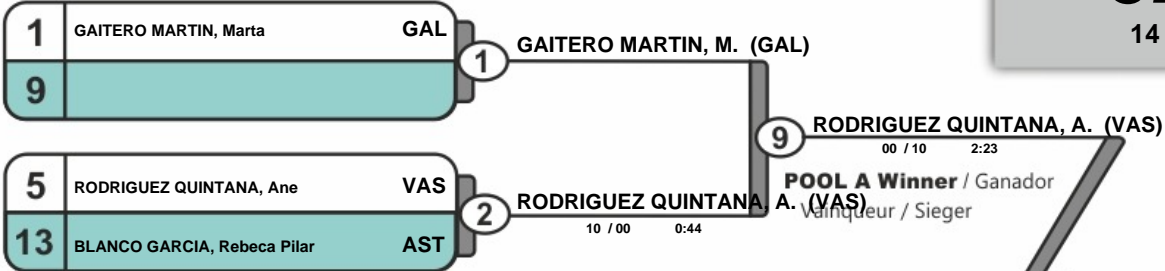 1 GAITERO MARTIN, Marta GAL
9
1
GAITERO MARTIN, M. (GAL)
14
9
RODRIGUEZ QUINTANA, A. (VAS)
00 / 10 2:23
POOL A Winner / Ganador
Vainqueur / Sieger
5 RODRIGUEZ QUINTANA, Ane VAS
13 BLANCO GARCIA, Rebeca Pilar AST
2
RODRIGUEZ QUINTANA, A. (VAS)
10 / 00 0:44